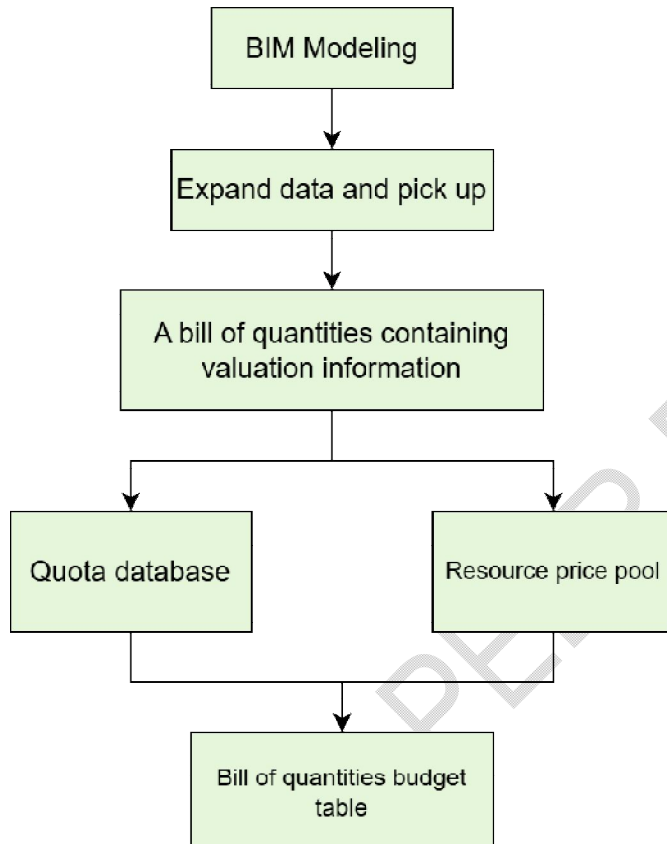 BIM Modeling
Expand data and pick up
A bill of quantities containing
valuation information
Quota database
Resource price pool
Bill of quantities budget
table